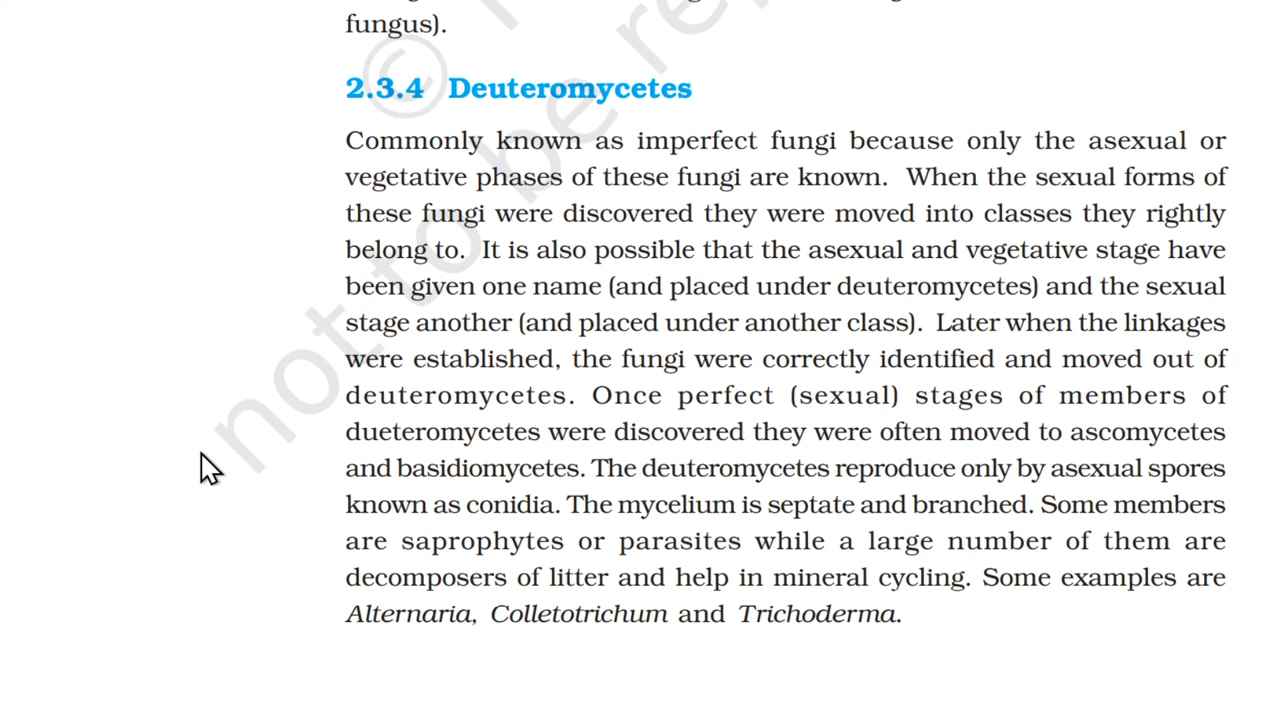 fungus).
2.3.4 Deuteromycetes
Commonly known as imperfect fungi because only the asexual or
vegetative phases of these fungi are known. When the sexual forms of
these fungi were discovered they were moved into classes they rightly
belong to. It is also possible that the asexual and vegetative stage have
been given one name (and placed under deuteromycetes) and the sexual
stage another (and placed under another class). Later when the linkages
were established, the fungi were correctly identified and moved out of
deuteromycetes. Once perfect (sexual) stages of members of
dueteromycetes were discovered they were often moved to ascomycetes
and basidiomycetes. The deuteromycetes reproduce only by asexual spores
known as conidia. The mycelium is septate and branched. Some members
are saprophytes or parasites while a large number of them are
decomposers of litter and help in mineral cycling. Some examples are
Alternaria, Colletotrichum and Trichoderma.
not to be re
©